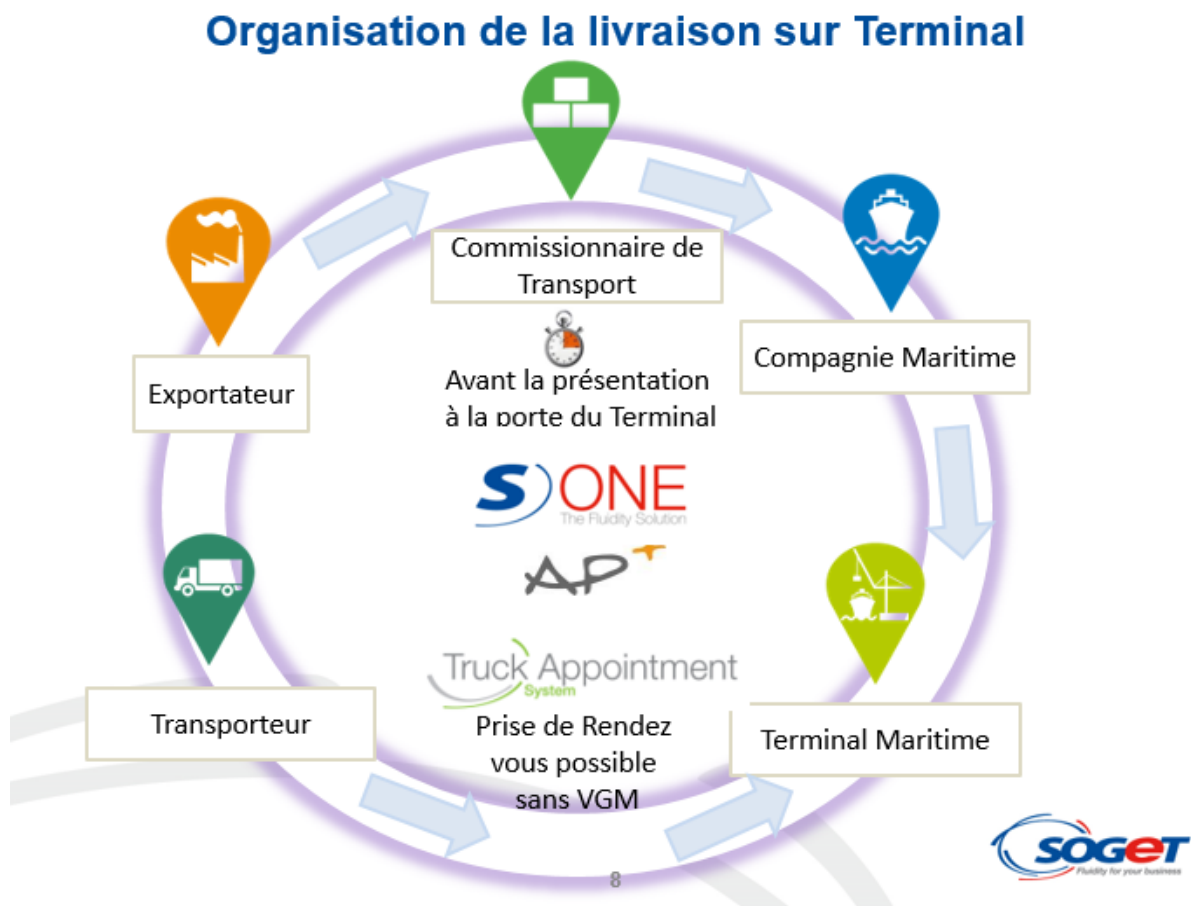 Organisation de la livraison sur Terminal
Commissionnaire de
Transport
Exportateur
Compagnie Maritime
Avant la présentation
à la porte du Terminal
S)ONE
The Fluidity Solution
AP+
Truck Appointment
System
Prise de Rendez
vous possible
sans VGM
Transporteur
Terminal Maritime
SOGET
Fluidity for your business
8